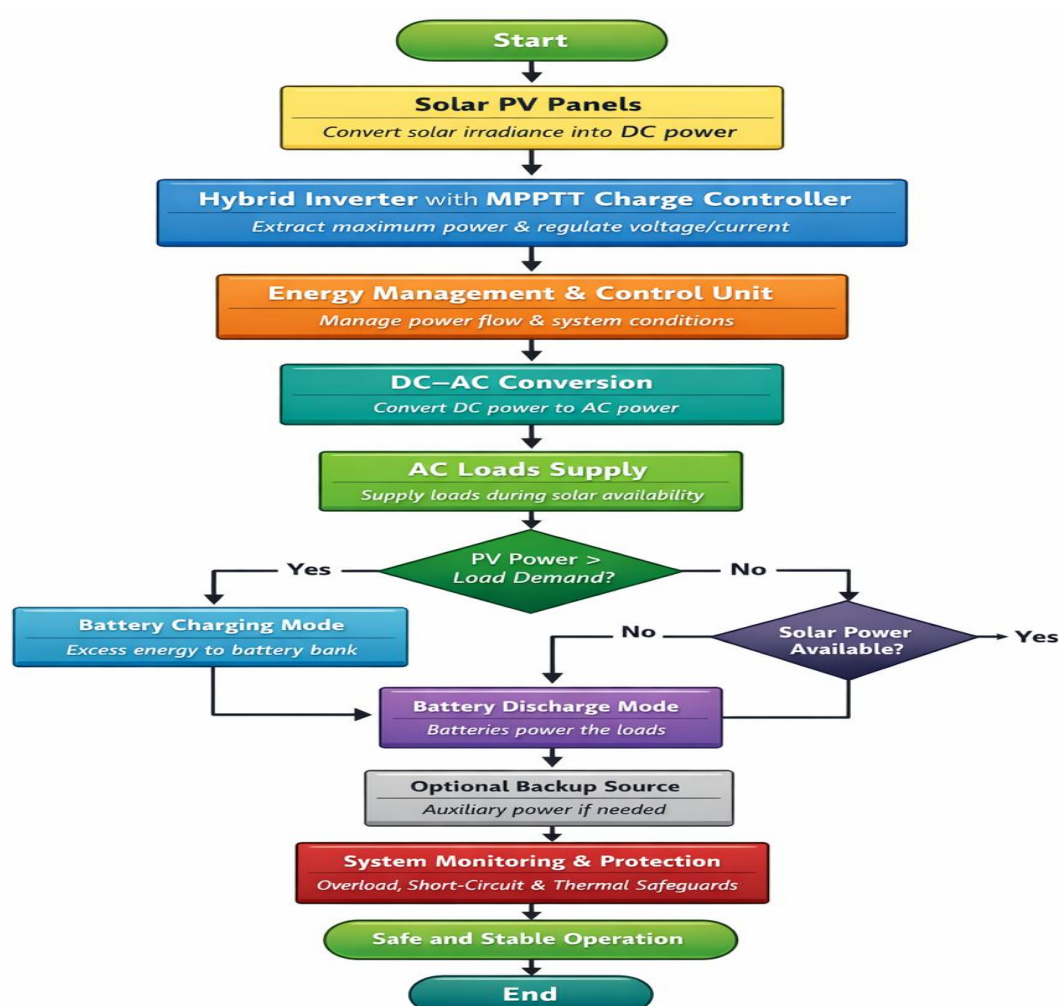 Start
Solar PV Panels
Convert solar irradiance into DC power
Hybrid Inverter with MPPTT Charge Controller
Extract maximum power & regulate voltage/current
Energy Management & Control Unit
Manage power flow & system conditions
DC–AC Conversion
Convert DC power to AC power
AC Loads Supply
Supply loads during solar availability
PV Power >
Load Demand?
Yes
No
Battery Charging Mode
Excess energy to battery bank
Solar Power
Available?
No
Yes
Battery Discharge Mode
Batteries power the loads
Optional Backup Source
Auxiliary power if needed
System Monitoring & Protection
Overload, Short-Circuit & Thermal Safeguards
Safe and Stable Operation
End